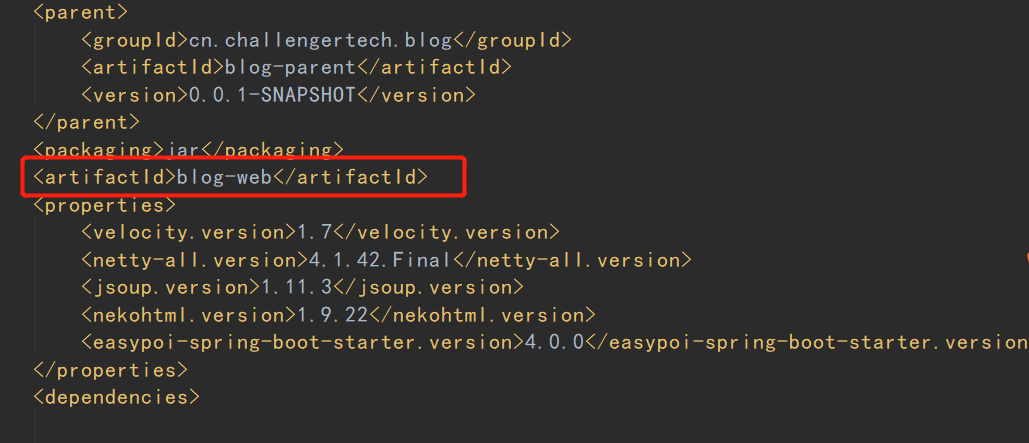 <parent>
<groupId>cn.challengertech.blog</groupId>
<artifactId>blog-parent</artifactId>
<version>0.0.1-SNAPSHOT</version>
</parent>
<packaging>jar</packaging>
<artifactId>blog-web</artifactId>
<properties>
<velocity.version>1.7</velocity.version>
<netty-all.version>4.1.42.Final</netty-all.version>
<jsoup.version>1.11.3</jsoup.version>
<nekohtml.version>1.9.22</nekohtml.version>
<easypoi-spring-boot-starter.version>4.0.0</easypoi-spring-boot-starter.version
</properties>
<dependencies>